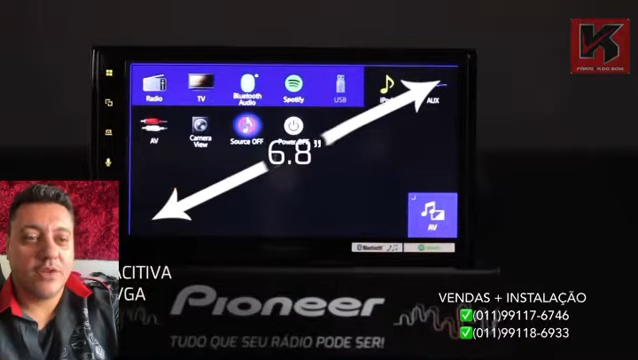 K
Radio
TV
Bluetooth
Audio
Spotify
USB
AUX
AV
Camera
View
Source OFF
6.8”
AV
Bluetooth
ACITIVA
VGA
Pioneer
TUDO QUE SEU RÁDIO PODE SER!
VENDAS + INSTALAÇÃO
✅(011)99117-6746
✅(011)99118-6933